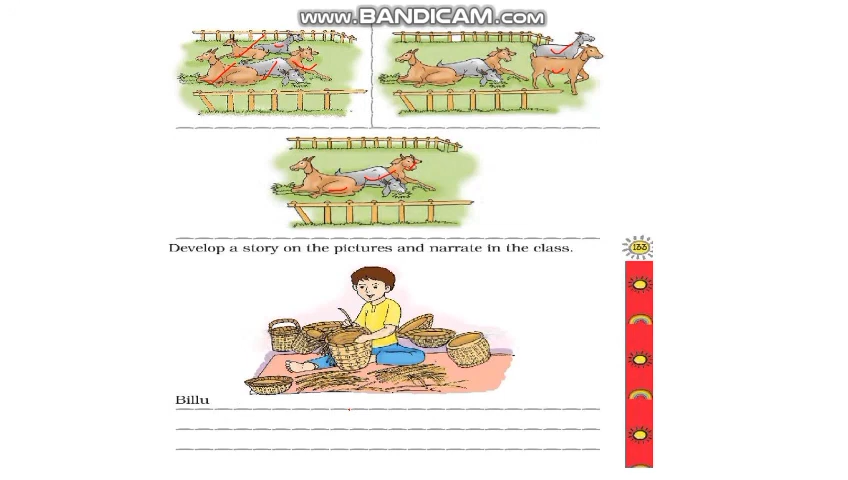 www.BANDICAM.com
Develop a story on the pictures and narrate in the class.
133
Billu